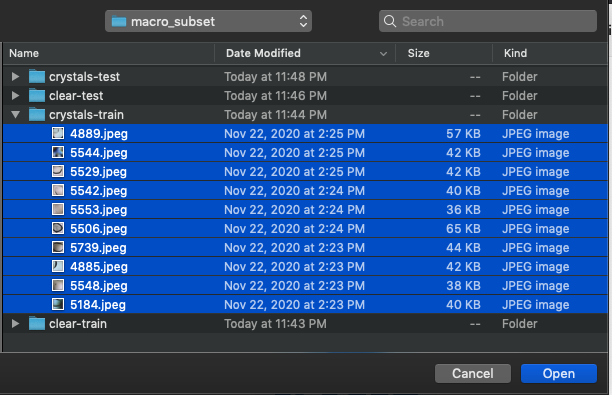 macro_subset Search
Name Date Modified Size Kind
crystals-test Today at 11:48 PM -- Folder
clear-test Today at 11:46 PM -- Folder
crystals-train Today at 11:44 PM -- Folder
4889.jpeg Nov 22, 2020 at 2:25 PM 57 KB JPEG image
5544.jpeg Nov 22, 2020 at 2:25 PM 42 KB JPEG image
5529.jpeg Nov 22, 2020 at 2:25 PM 42 KB JPEG image
5542.jpeg Nov 22, 2020 at 2:24 PM 40 KB JPEG image
5553.jpeg Nov 22, 2020 at 2:24 PM 36 KB JPEG image
5506.jpeg Nov 22, 2020 at 2:24 PM 65 KB JPEG image
5739.jpeg Nov 22, 2020 at 2:23 PM 44 KB JPEG image
4885.jpeg Nov 22, 2020 at 2:23 PM 42 KB JPEG image
5548.jpeg Nov 22, 2020 at 2:23 PM 38 KB JPEG image
5184.jpeg Nov 22, 2020 at 2:23 PM 40 KB JPEG image
clear-train Today at 11:43 PM -- Folder
Cancel Open